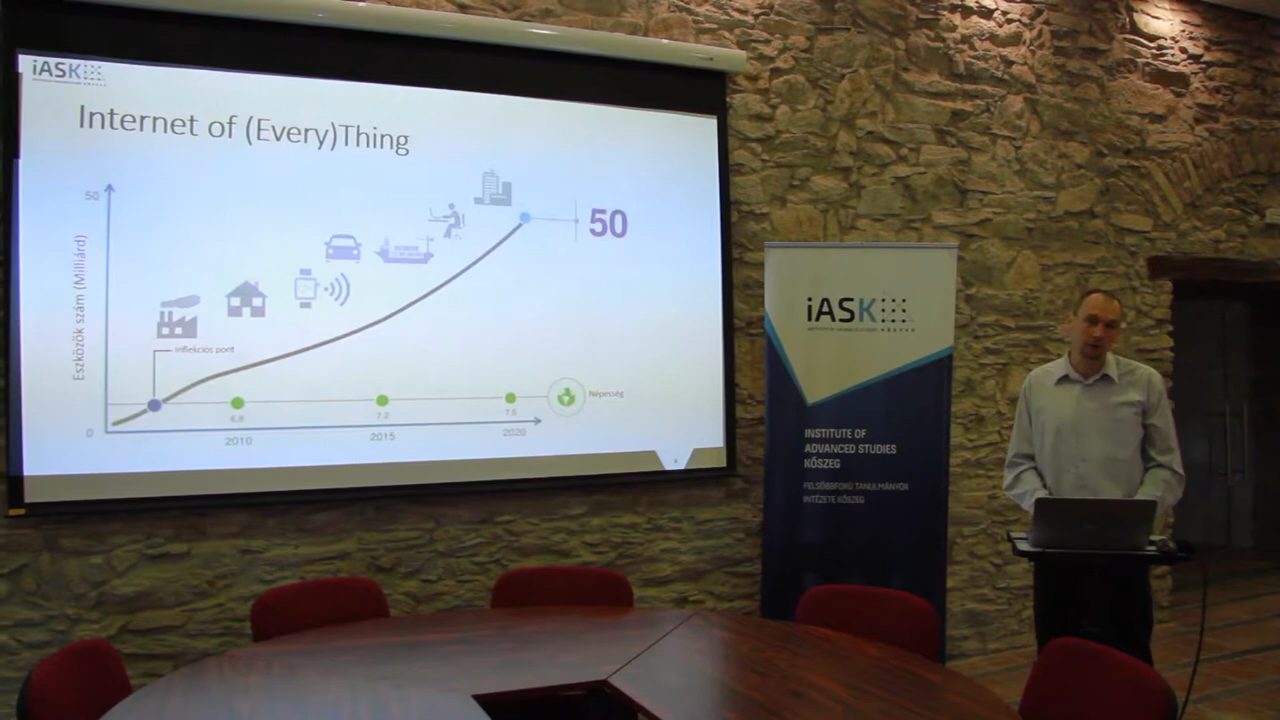 iASK
Internet of (Every)Thing
50
Eszközök szám (Milliárd)
50
Inflekciós pont
Népesség
6.8
7.2
7.5
0
2010
2015
2020
iASK
INSTITUTE OF
ADVANCED STUDIES
KŐSZEG
FELSŐBBFOKÚ TANULMÁNYOK
INTÉZETE KŐSZEG